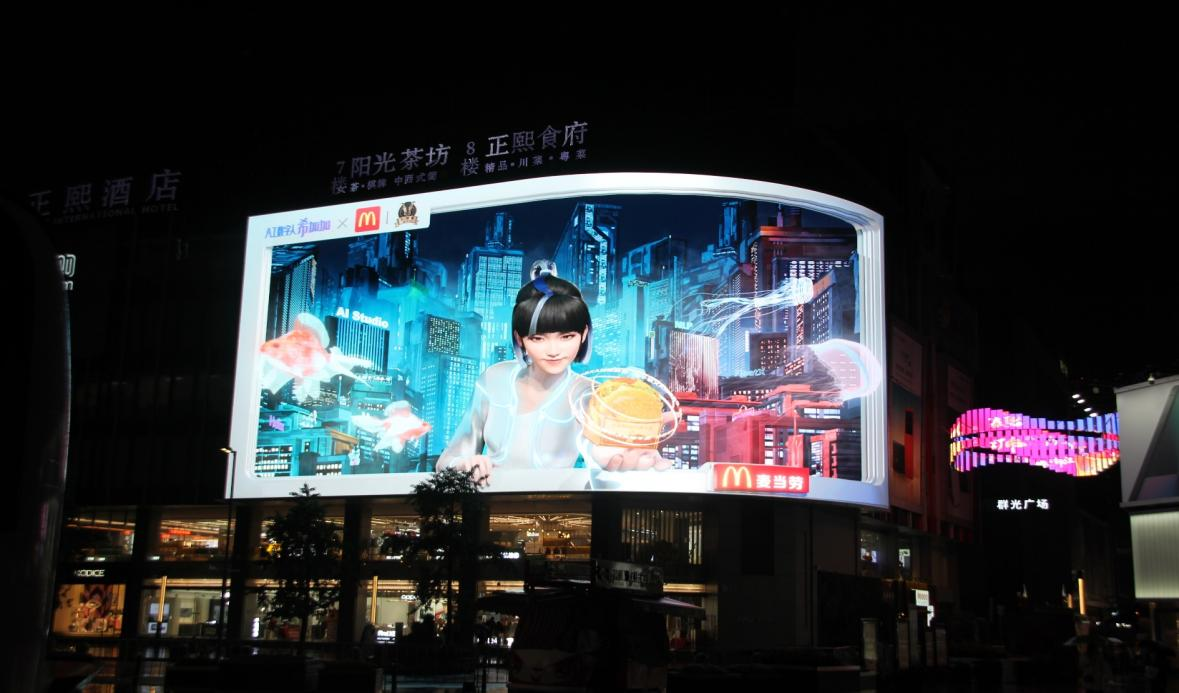 7楼 阳光茶坊
茶·棋牌 中西式餐
8楼 正熙食府
精品·川菜·粤菜
正熙酒店
INTERNATIONAL HOTEL
AI数字人希加加 × M
AI Studio
麦当劳
群光广场